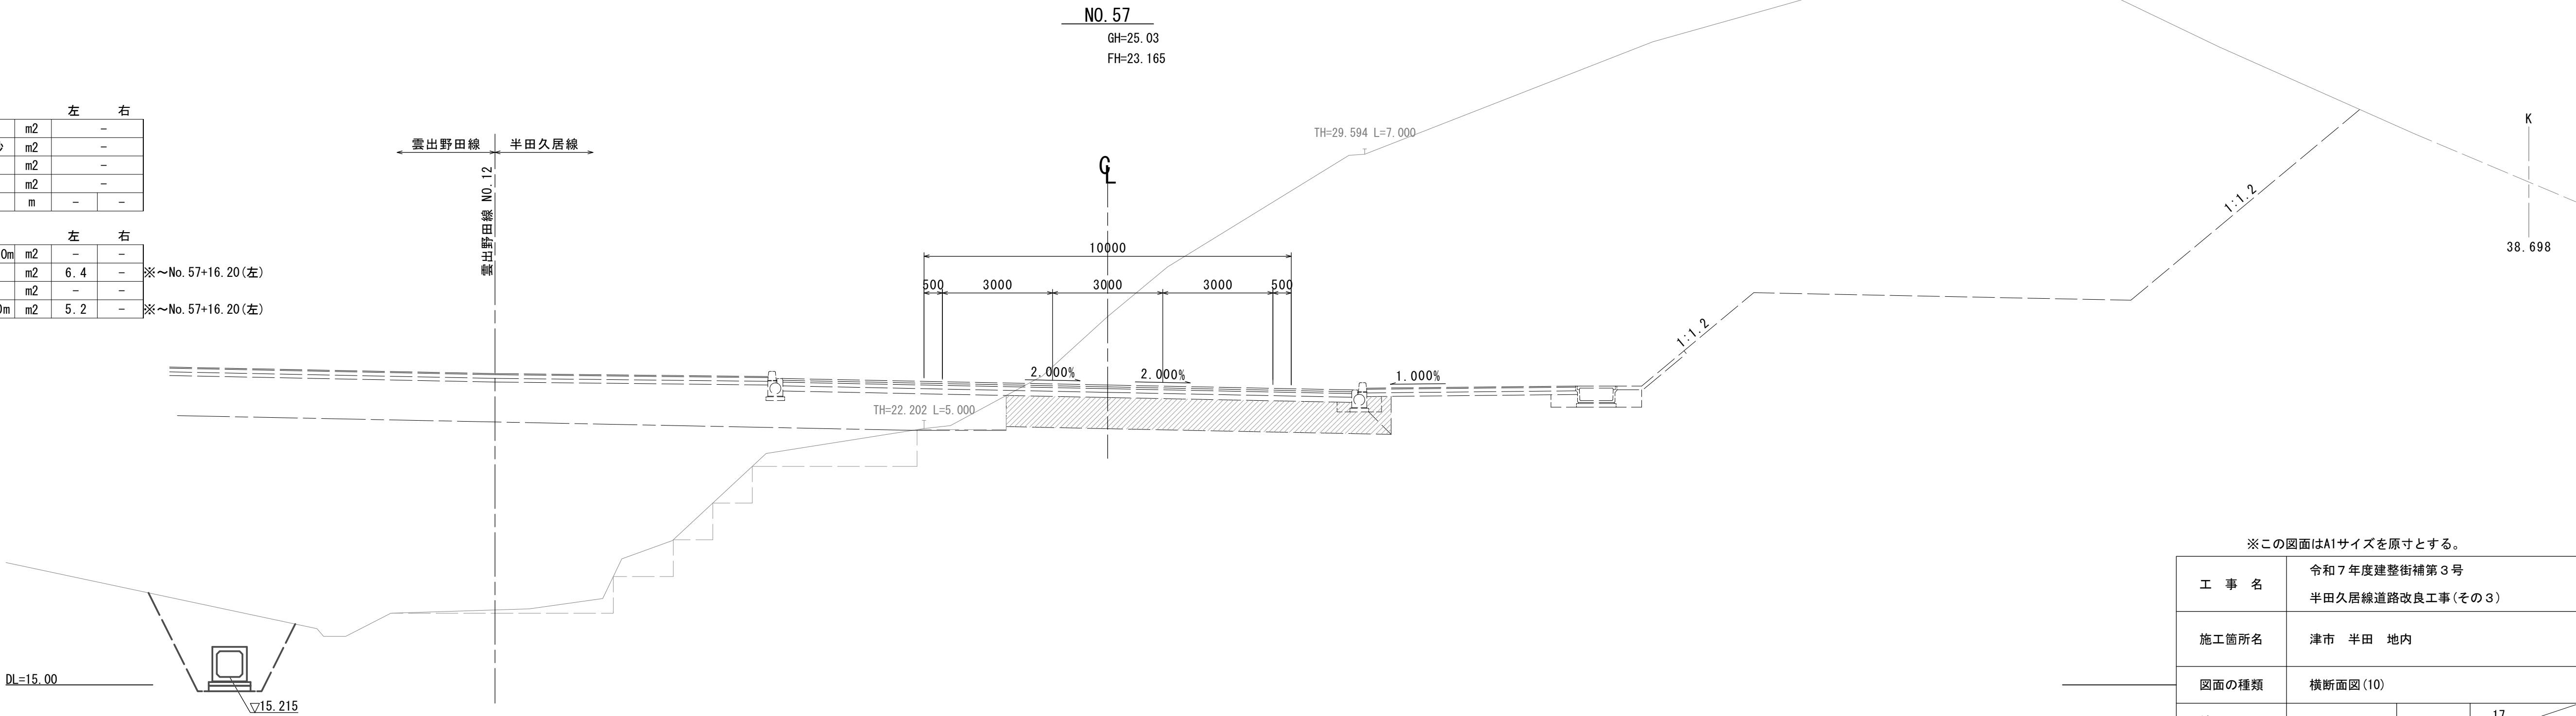 NO.57
GH=25.03
FH=23.165
左 右
m2 -
m2 -
m2 -
m2 -
m - -
左 右
0m m2 - -
m2 6.4 - ※～No.57+16.20(左)
m2 - -
0m m2 5.2 - ※～No.57+16.20(左)
雲出野田線 半田久居線
雲出野田線 NO.12
TH=29.594 L=7.000
CL
10000
500 3000 3000 3000 500
2.000% 2.000% 1.000%
TH=22.202 L=5.000
1:1.2
1:1.2
K
38.698
DL=15.00
▽15.215
※この図面はA1サイズを原寸とする。
工 事 名 令和７年度建整街補第３号
半田久居線道路改良工事(その３)
施工箇所名 津市 半田 地内
図面の種類 横断面図(10)
17